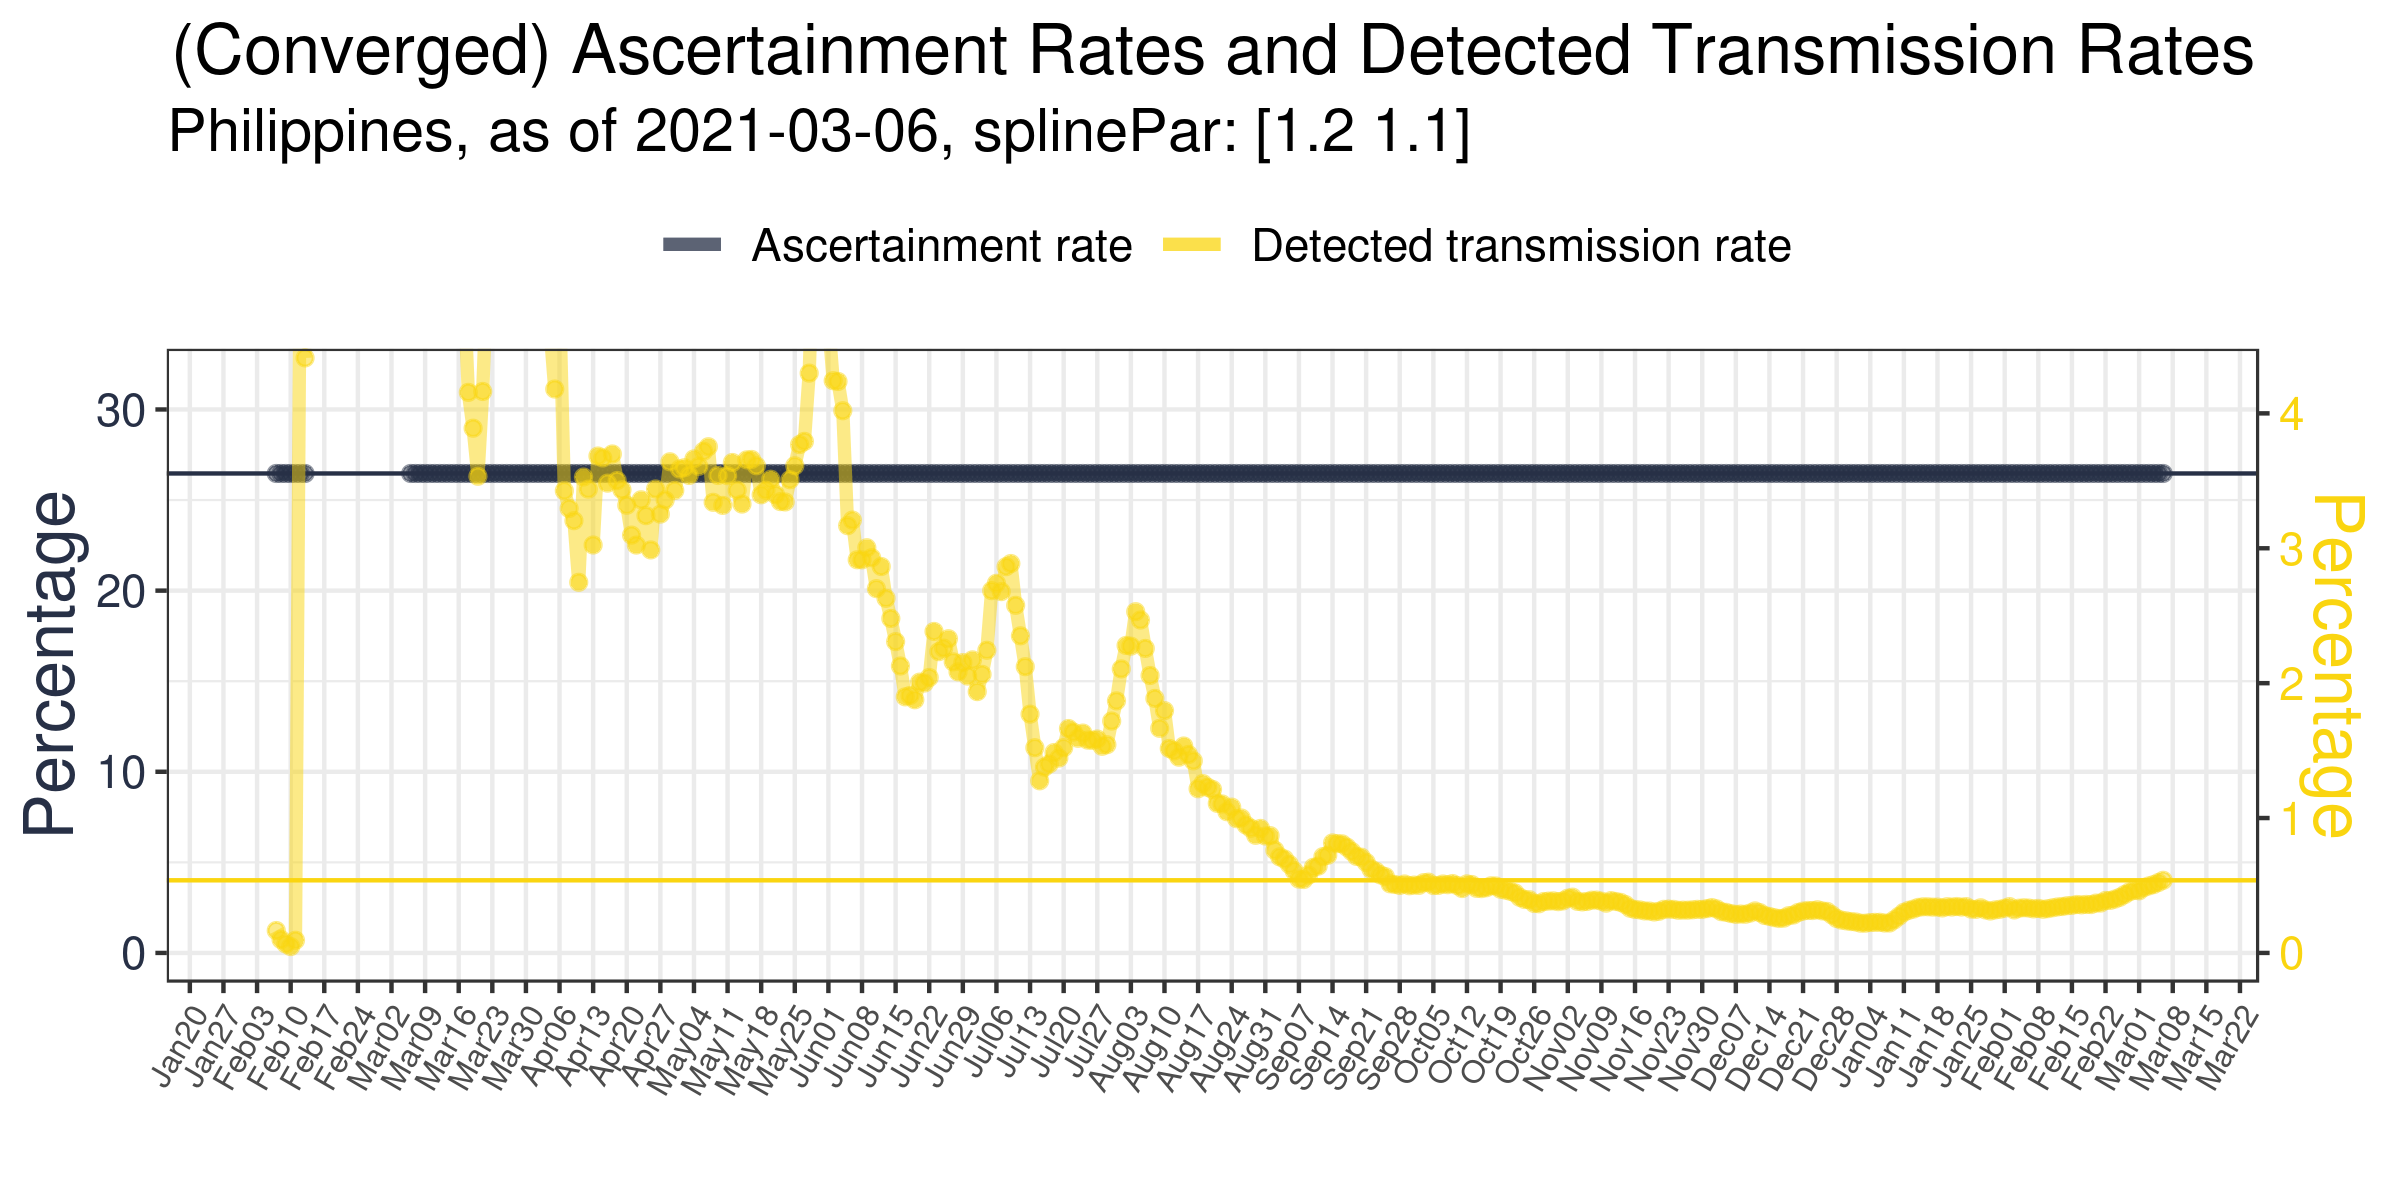 (Converged) Ascertainment Rates and Detected Transmission Rates
Philippines, as of 2021-03-06, splinePar: [1.2 1.1]
Ascertainment rate
Detected transmission rate
Percentage
30
20
10
0
4
3
2
1
0
Percentage
Jan20
Jan27
Feb03
Feb10
Feb17
Feb24
Mar02
Mar09
Mar16
Mar23
Mar30
Apr06
Apr13
Apr20
Apr27
May04
May11
May18
May25
Jun01
Jun08
Jun15
Jun22
Jun29
Jul06
Jul13
Jul20
Jul27
Aug03
Aug10
Aug17
Aug24
Aug31
Sep07
Sep14
Sep21
Sep28
Oct05
Oct12
Oct19
Oct26
Nov02
Nov09
Nov16
Nov23
Nov30
Dec07
Dec14
Dec21
Dec28
Jan04
Jan11
Jan18
Jan25
Feb01
Feb08
Feb15
Feb22
Mar01
Mar08
Mar15
Mar22